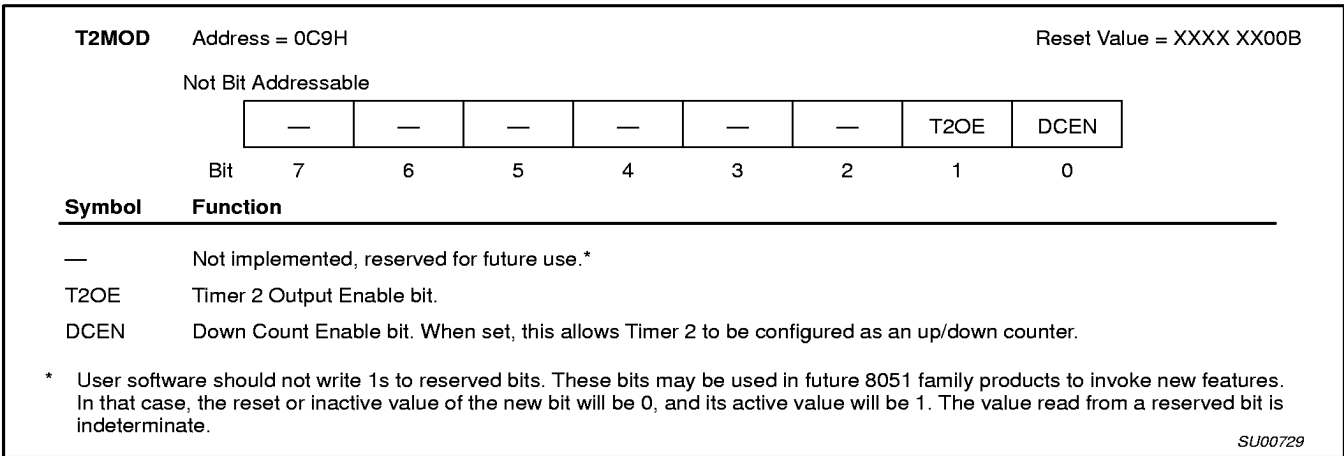 T2MOD Address = 0C9H Reset Value = XXXX XX00B
Not Bit Addressable
— — — — — — T2OE DCEN
Bit 7 6 5 4 3 2 1 0
Symbol Function
— Not implemented, reserved for future use.*
T2OE Timer 2 Output Enable bit.
DCEN Down Count Enable bit. When set, this allows Timer 2 to be configured as an up/down counter.
* User software should not write 1s to reserved bits. These bits may be used in future 8051 family products to invoke new features.
In that case, the reset or inactive value of the new bit will be 0, and its active value will be 1. The value read from a reserved bit is
indeterminate.
SU00729